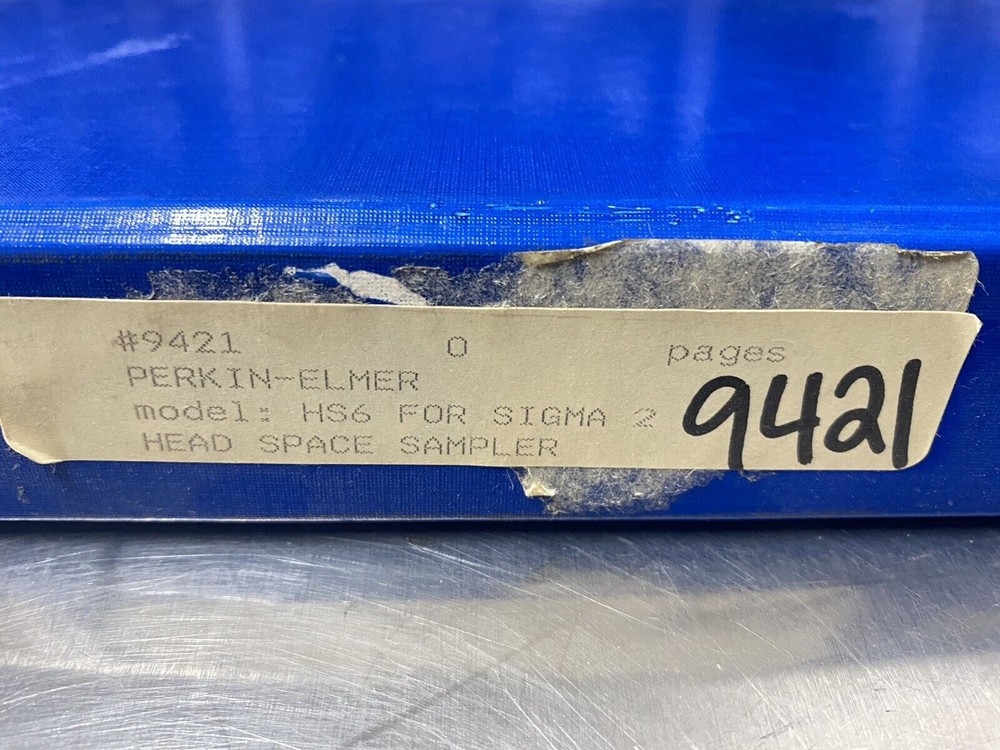 #9421 0 pages
PERKIN-ELMER
model: HS6 FOR SIGMA 2
HEAD SPACE SAMPLER
9421